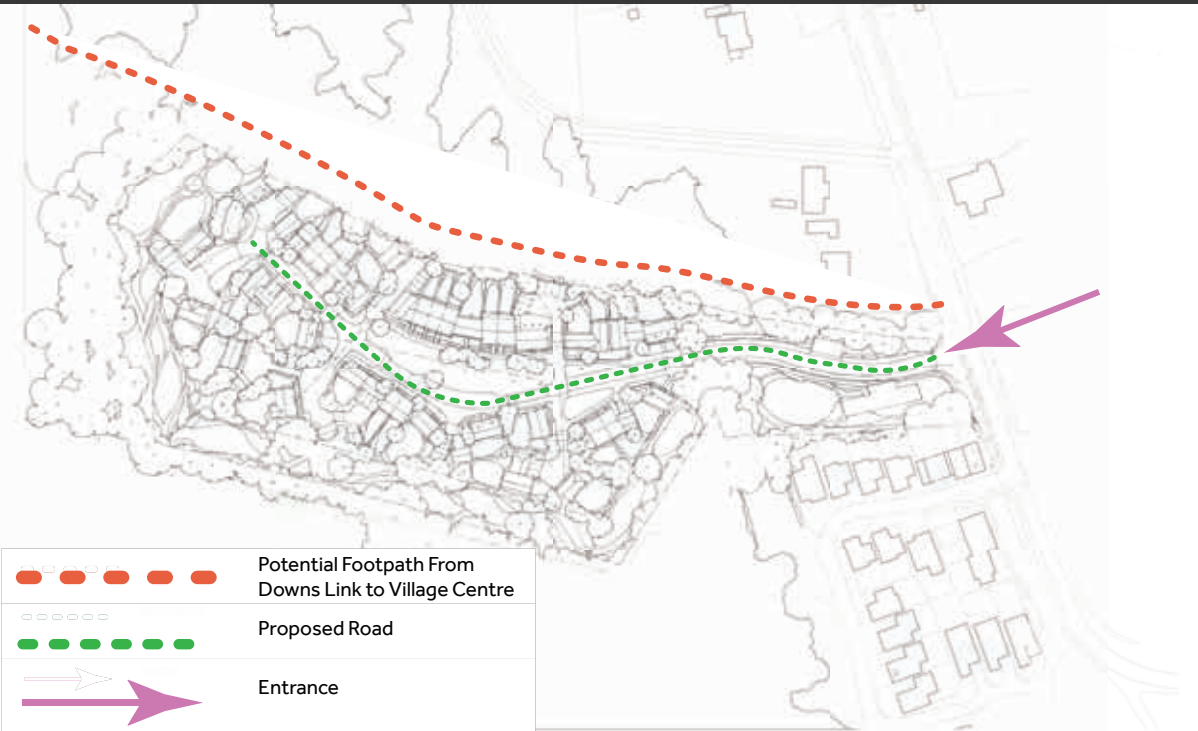 Potential Footpath From
Downs Link to Village Centre
Proposed Road
Entrance